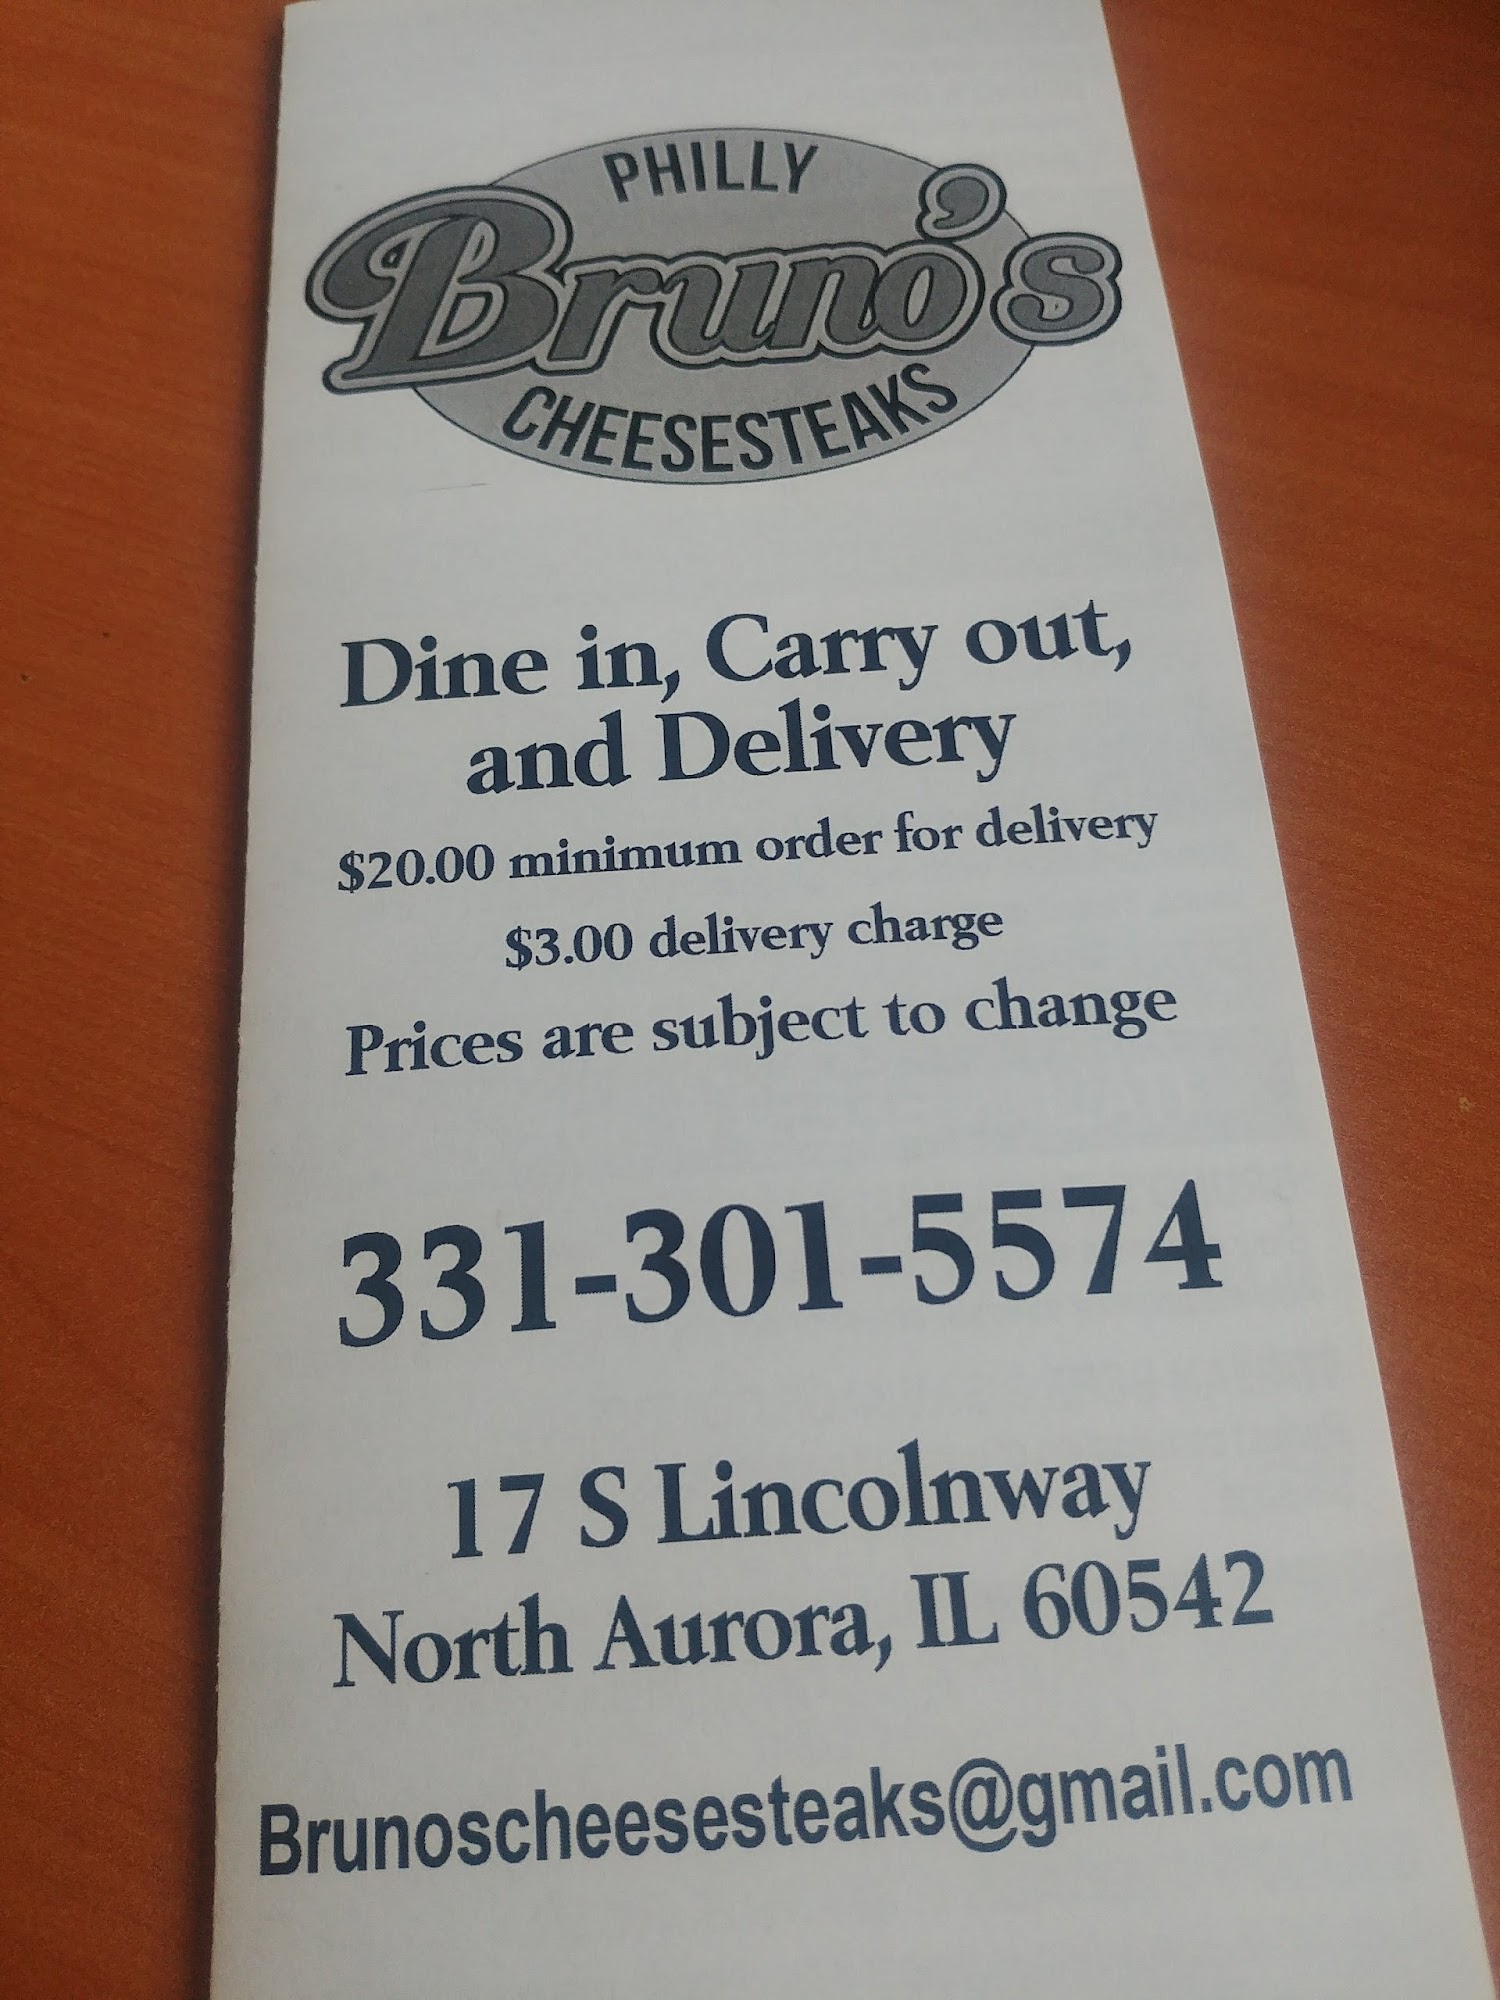 PHILLY
Bruno's
CHEESESTEAKS
Dine in, Carry out,
and Delivery
$20.00 minimum order for delivery
$3.00 delivery charge
Prices are subject to change
331-301-5574
17 S Lincolnway
North Aurora, IL 60542
Brunoscheesesteaks@gmail.com